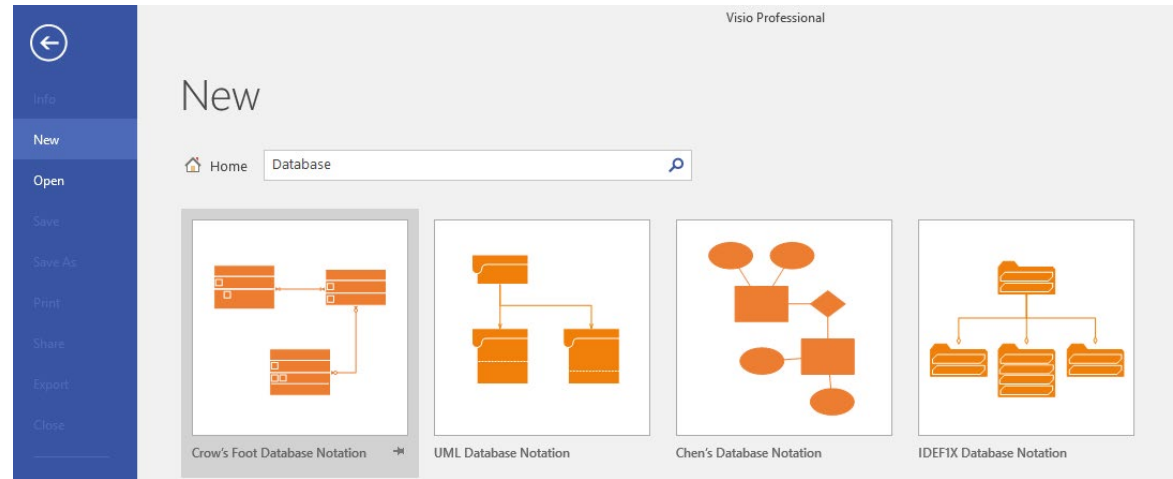 Visio Professional
Info
New
Open
Save
Save As
Print
Share
Export
Close
New
Home
Database
Crow's Foot Database Notation
UML Database Notation
Chen's Database Notation
IDEF1X Database Notation